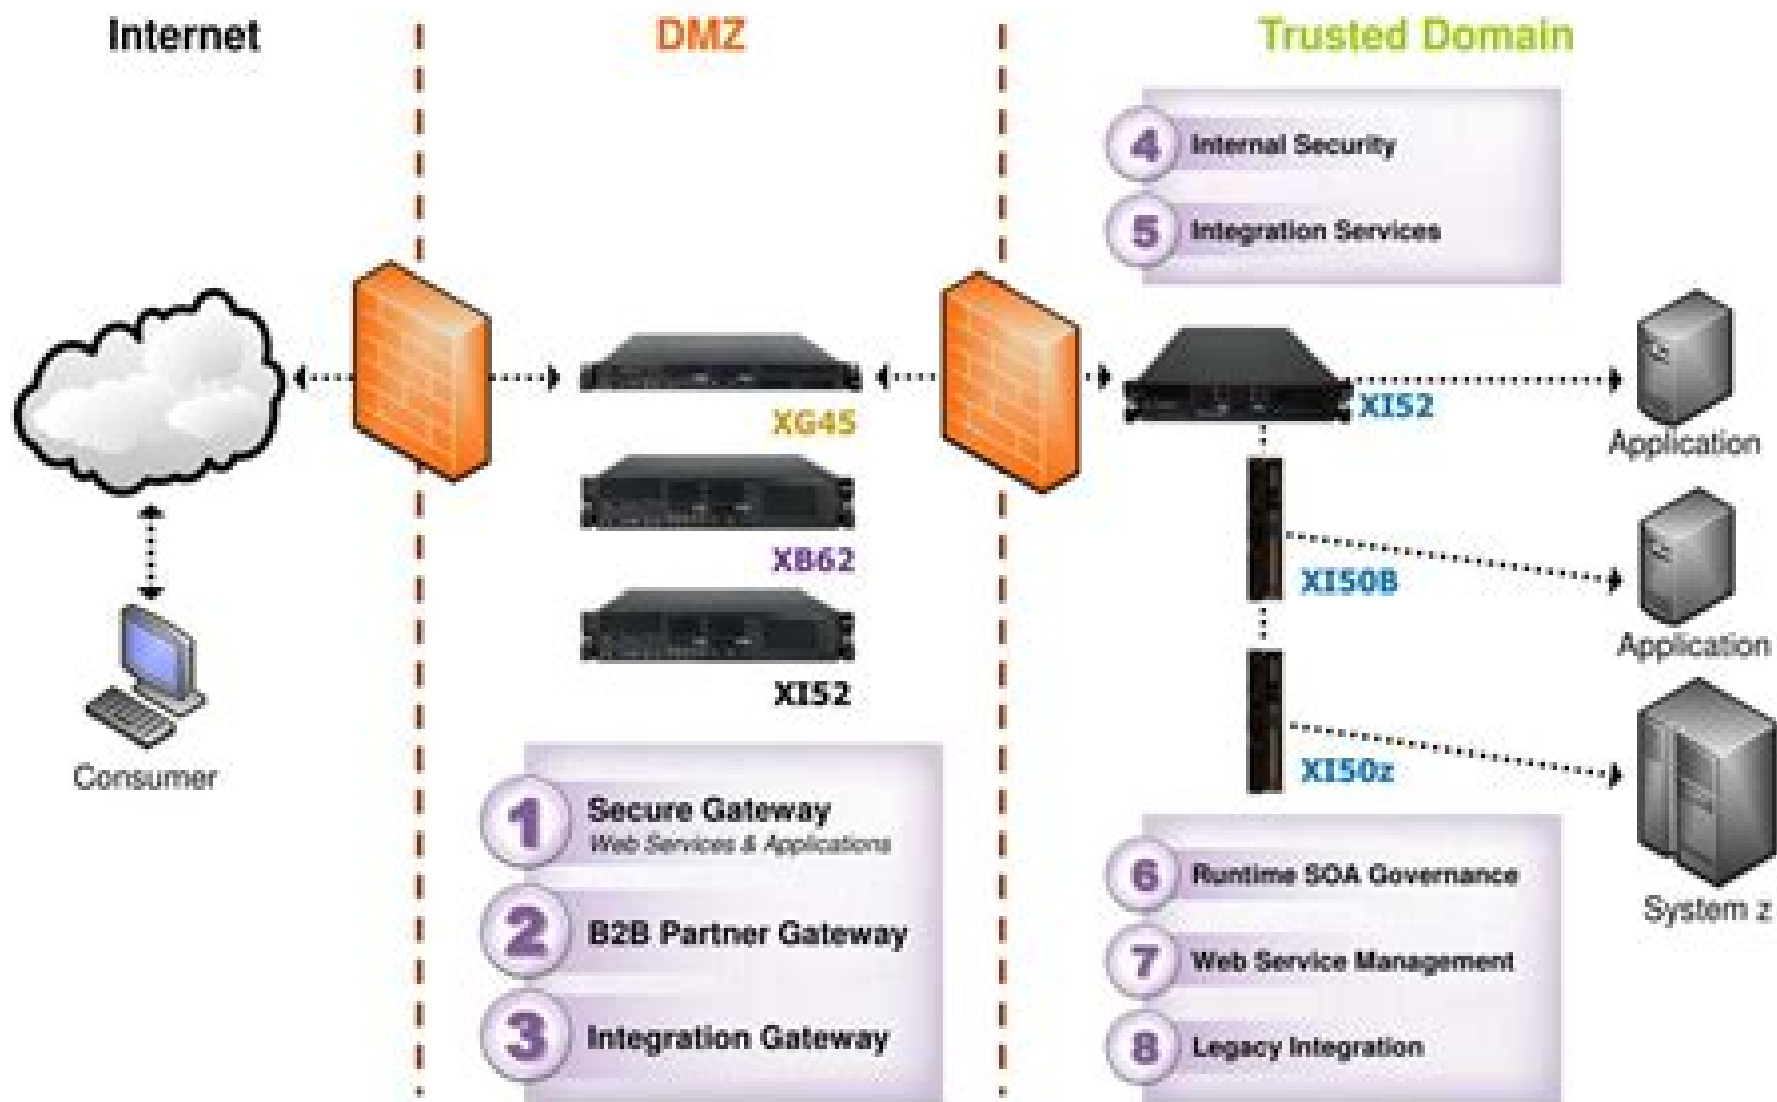 Internet
DMZ
Trusted Domain
4 Internal Security
5 Integration Services
XG45
XI52
Application
XB62
XI50B
Application
XI52
XI50z
Consumer
System z
1 Secure Gateway
Web Services & Applications
2 B2B Partner Gateway
3 Integration Gateway
6 Runtime SOA Governance
7 Web Service Management
8 Legacy Integration